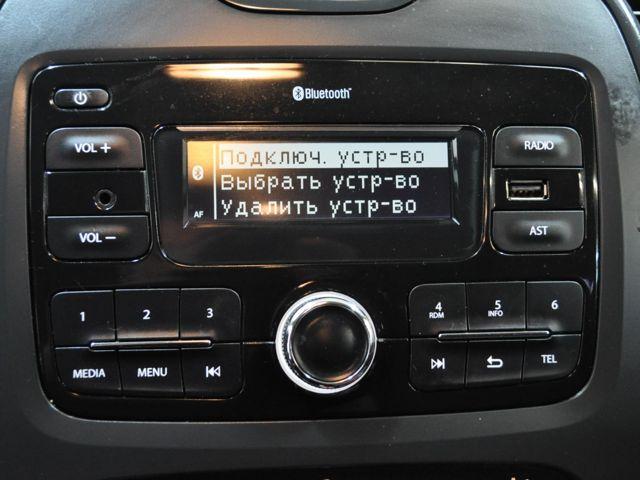 Bluetooth
VOL +
RADIO
Подключ. устр-во
Выбрать устр-во
Удалить устр-во
AF
VOL −
AST
1
2
3
4
RDM
5
INFO
6
MEDIA
MENU
TEL